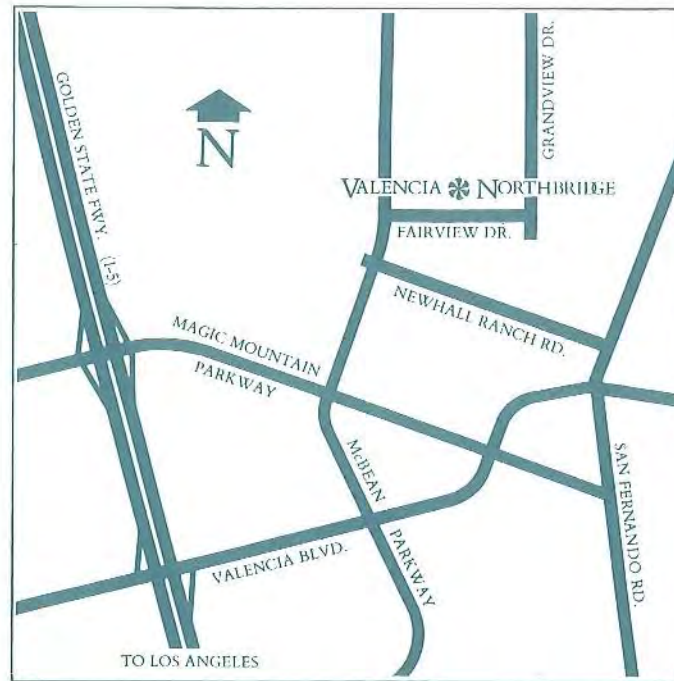 GOLDEN STATE FWY. (I-5)
N
GRANDVIEW DR.
VALENCIA NORTHBRIDGE
FAIRVIEW DR.
NEWHALL RANCH RD.
MAGIC MOUNTAIN
PARKWAY
McBEAN
PARKWAY
VALENCIA BLVD.
SAN FERNANDO RD.
TO LOS ANGELES